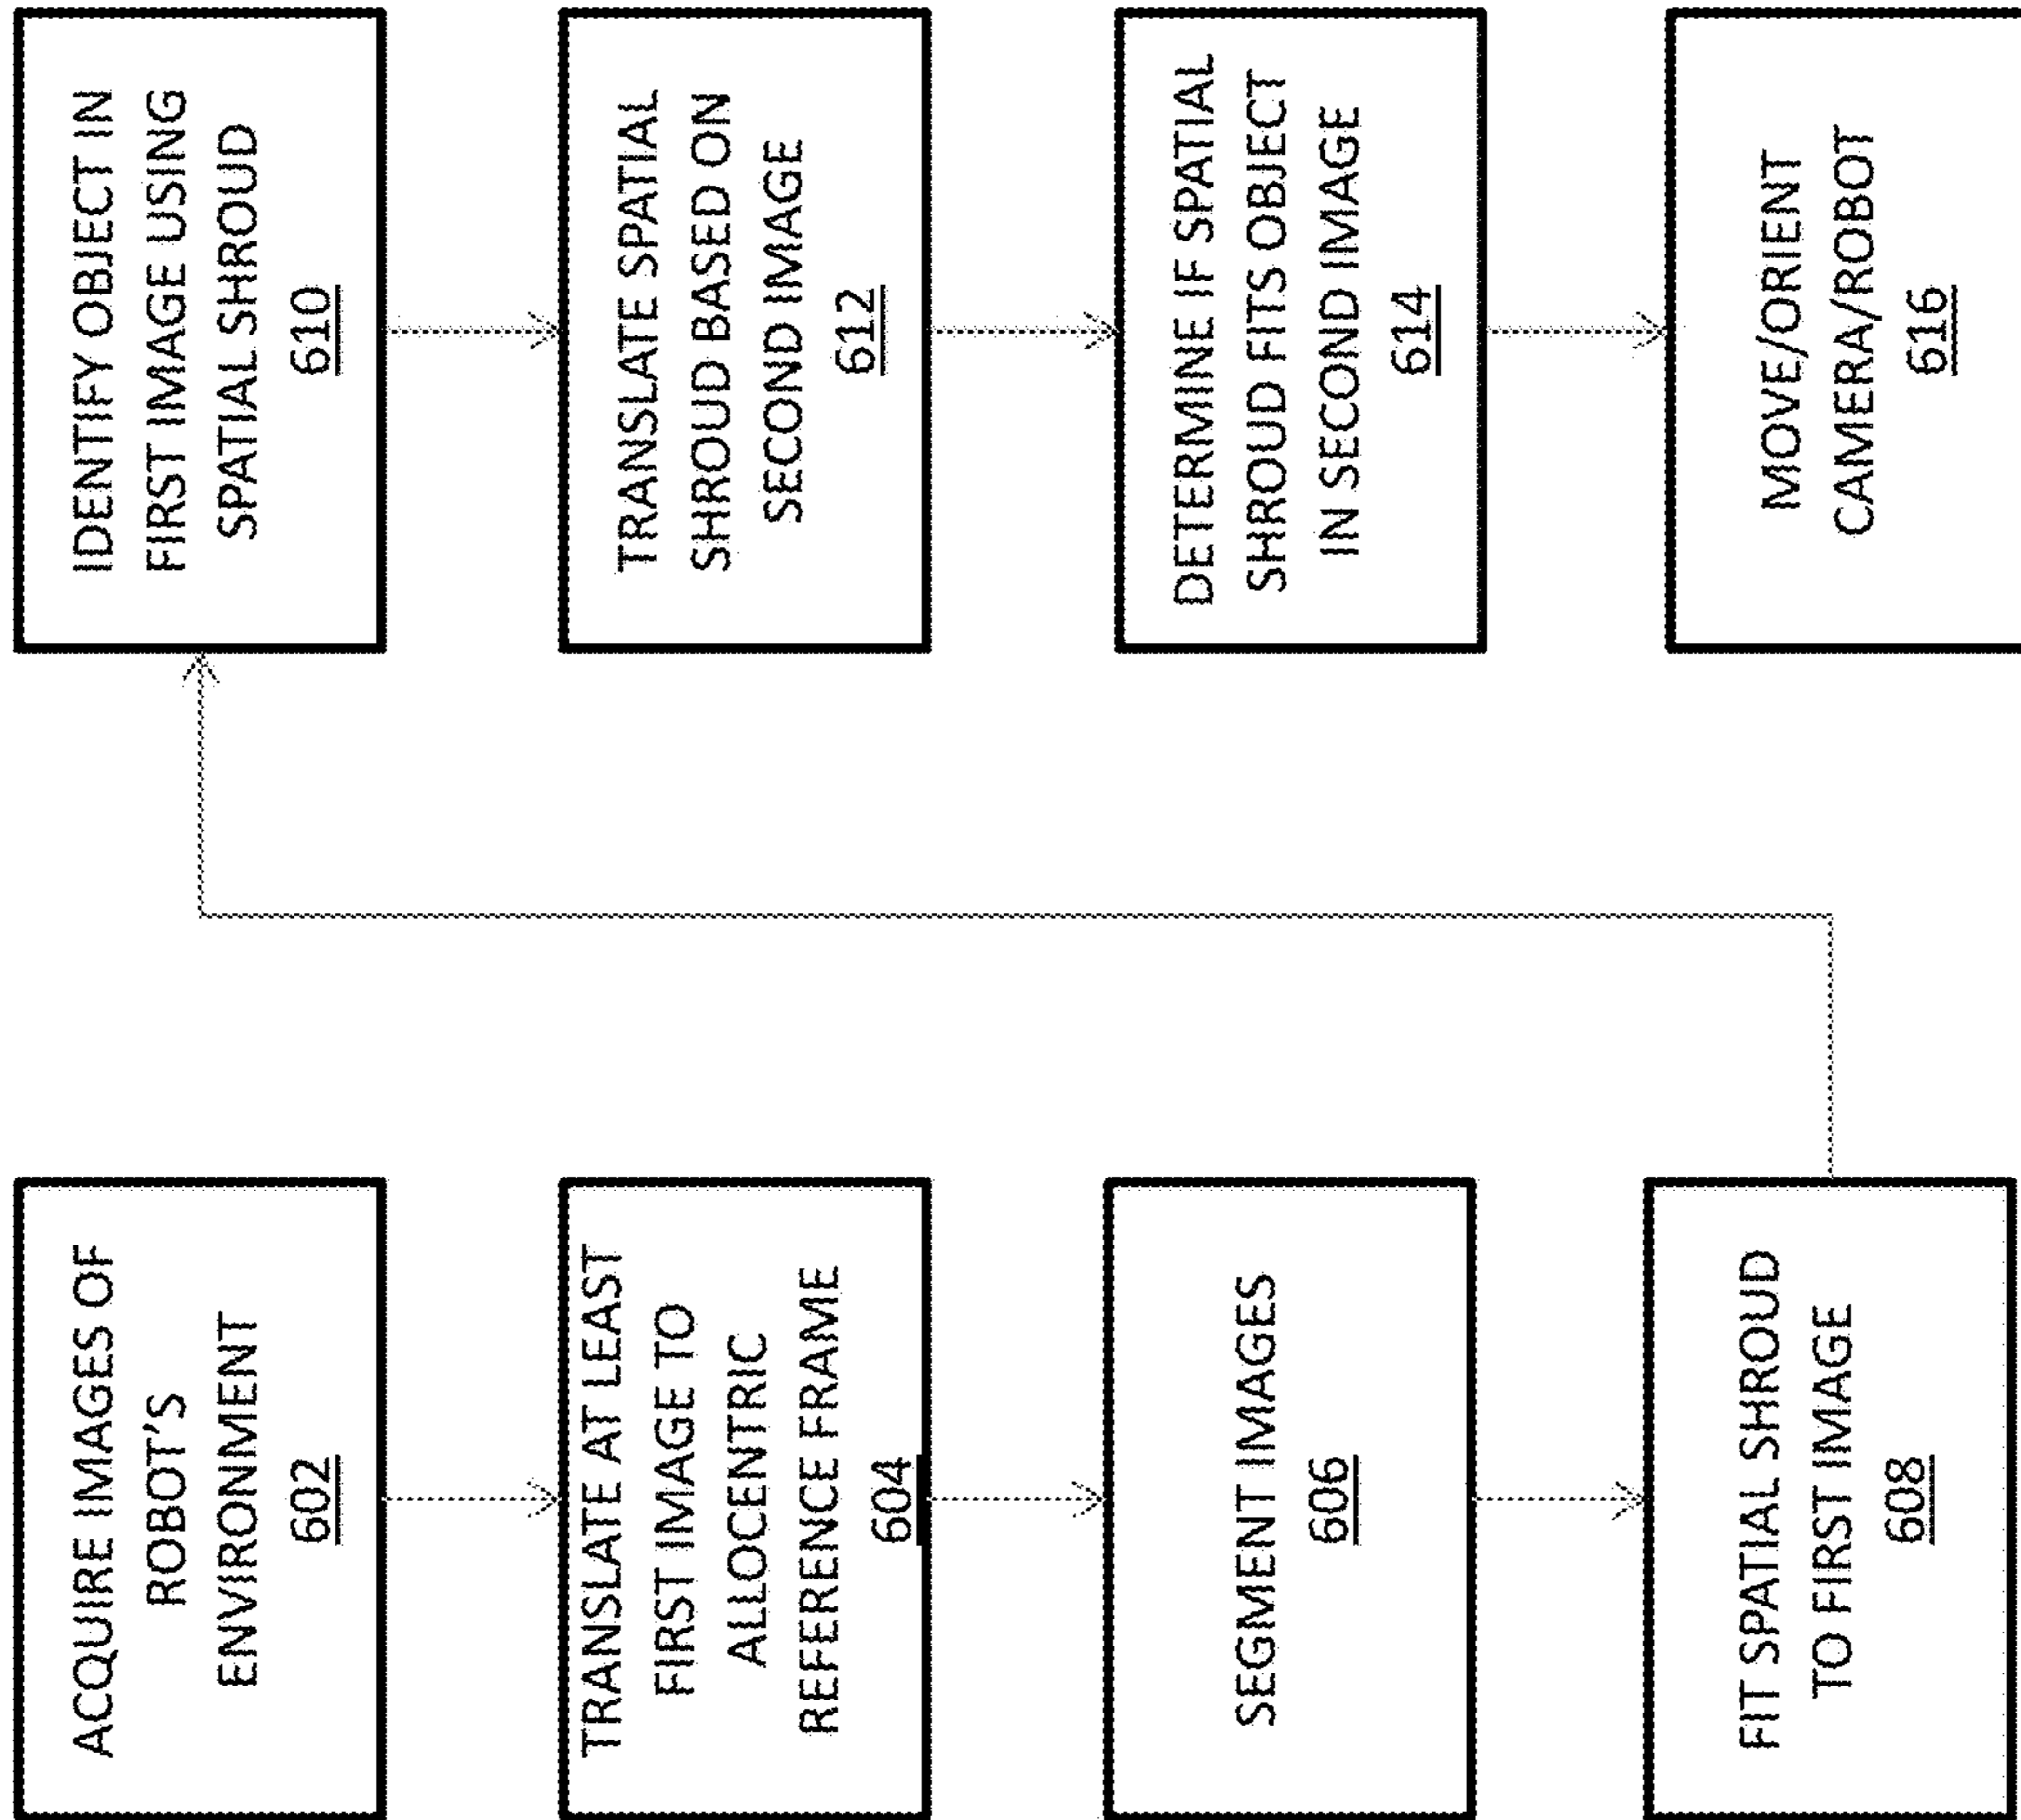 ACQUIRE IMAGES OF
ROBOT'S
ENVIRONMENT
602
TRANSLATE AT LEAST
FIRST IMAGE TO
ALLOCENTRIC
REFERENCE FRAME
604
SEGMENT IMAGES
606
FIT SPATIAL SHROUD
TO FIRST IMAGE
608
IDENTIFY OBJECT IN
FIRST IMAGE USING
SPATIAL SHROUD
610
TRANSLATE SPATIAL
SHROUD BASED ON
SECOND IMAGE
612
DETERMINE IF SPATIAL
SHROUD FITS OBJECT
IN SECOND IMAGE
614
MOVE/ORIENT
CAMERA/ROBOT
616